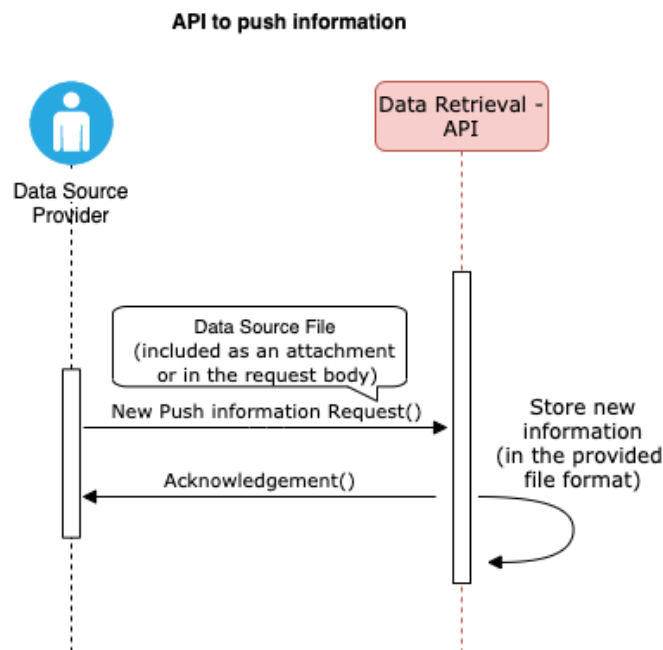 API to push information
Data Retrieval -
API
Data Source
Provider
Data Source File
(included as an attachment
or in the request body)
New Push information Request()
Store new
information
(in the provided
file format)
Acknowledgement()